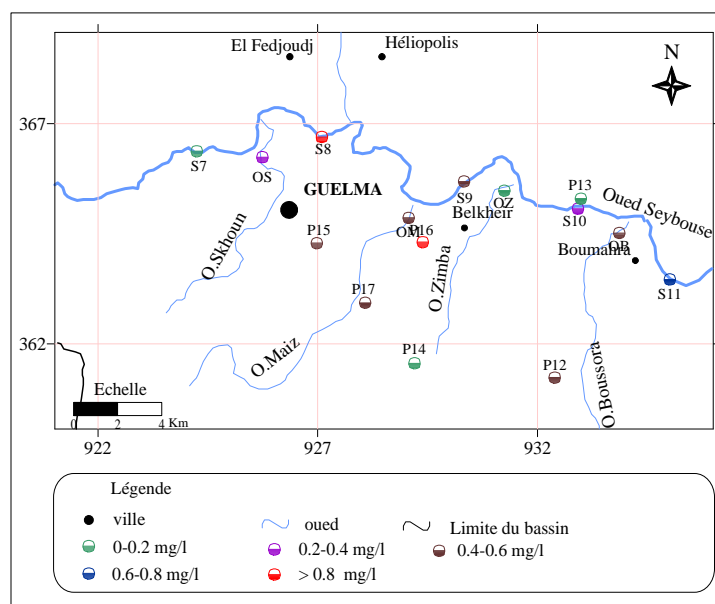 El Fedjoudj
Héliopolis
N
367
S7
OS
S8
GUELMA
S9
OZ
Belkheir
P13
S10
Oued Seybouse
OM
P15
P16
OB
Boumahra
S11
O.Skhoun
O.Zimba
P17
O.Maiz
362
P14
P12
O.Boussora
Echelle
0 2 4 Km
922 927 932
Légende
ville
oued
Limite du bassin
0-0.2 mg/l
0.2-0.4 mg/l
0.4-0.6 mg/l
0.6-0.8 mg/l
> 0.8 mg/l